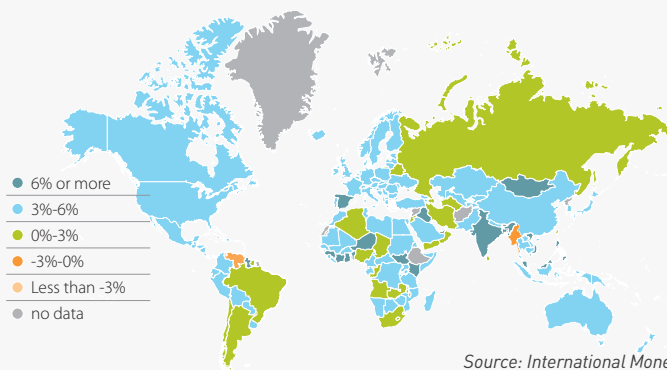 6% or more
3%-6%
0%-3%
-3%-0%
Less than -3%
no data
Source: International Mone